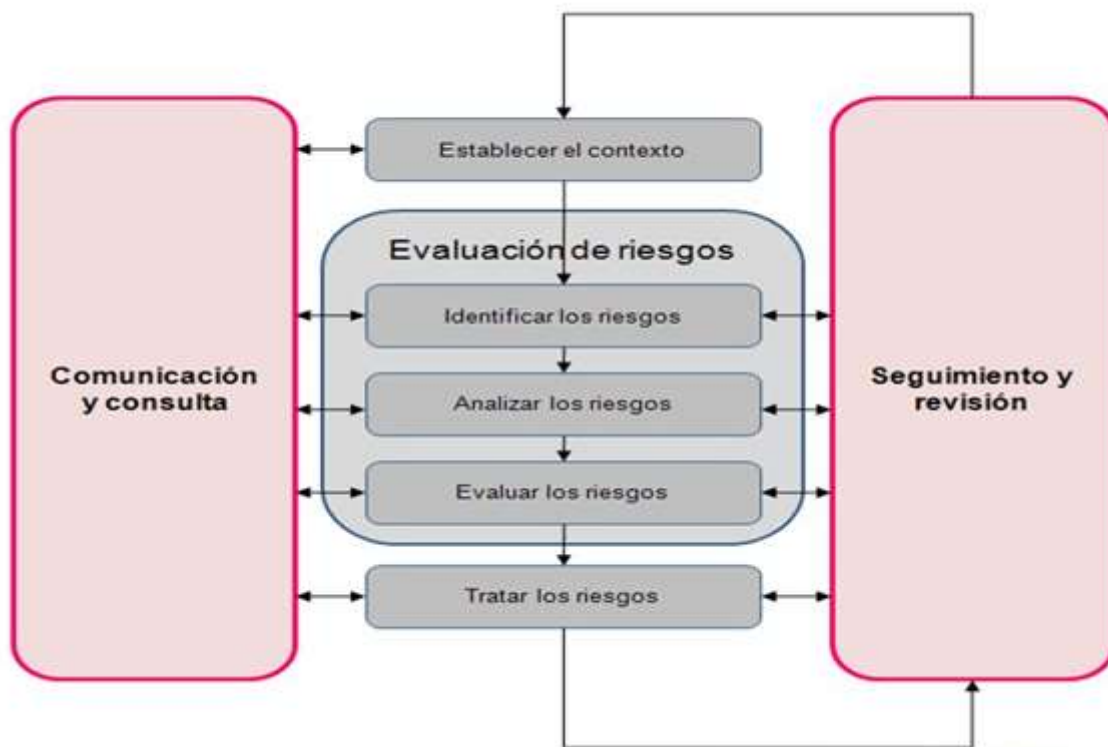 Establecer el contexto
Evaluación de riesgos
Identificar los riesgos
Comunicación
y consulta
Analizar los riesgos
Seguimiento y
revisión
Evaluar los riesgos
Tratar los riesgos